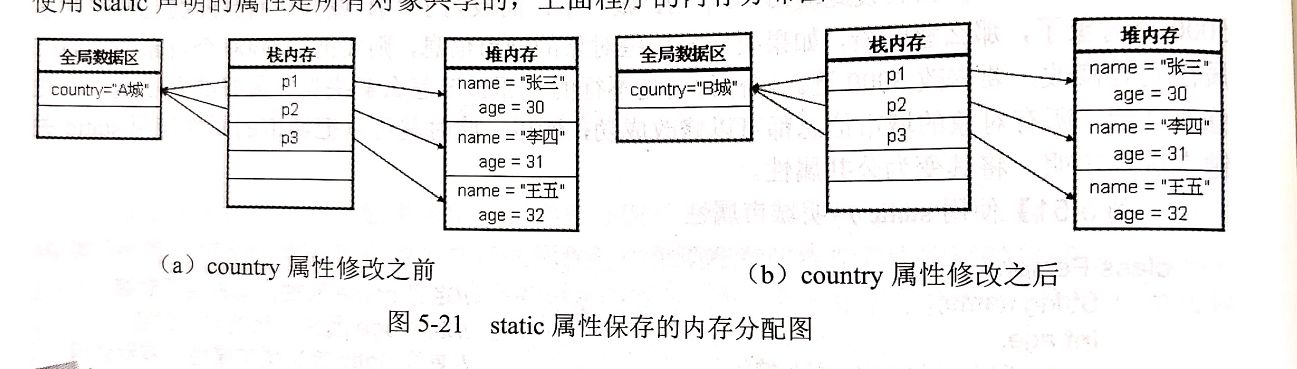 使用 static 声明的属性是所有对象共享的，上面程序的内存分
全局数据区
country="A城"
栈内存
p1
p2
p3
堆内存
name = "张三"
age = 30
name = "李四"
age = 31
name = "王五"
age = 32
（a）country 属性修改之前
全局数据区
country="B城"
栈内存
p1
p2
p3
堆内存
name = "张三"
age = 30
name = "李四"
age = 31
name = "王五"
age = 32
（b）country 属性修改之后
图 5-21 static 属性保存的内存分配图